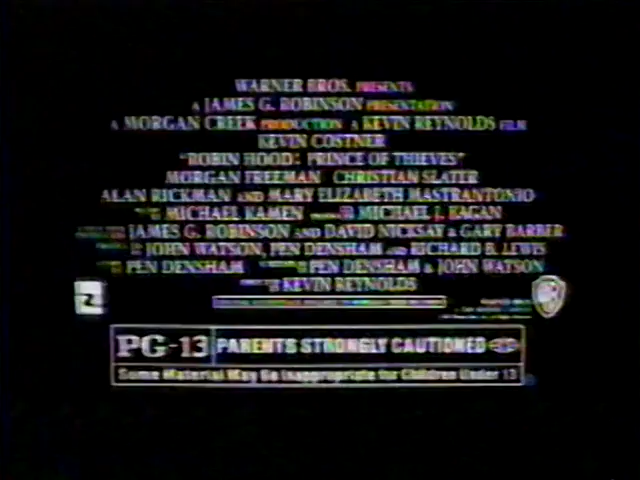 WARNER BROS. PRESENTS
A JAMES G. ROBINSON PRESENTATION
A MORGAN CREEK PRODUCTION A KEVIN REYNOLDS FILM
KEVIN COSTNER
"ROBIN HOOD: PRINCE OF THIEVES"
MORGAN FREEMAN CHRISTIAN SLATER
ALAN RICKMAN AND MARY ELIZABETH MASTRANTONIO
MICHAEL KAMEN MICHAEL J. KAGAN
JAMES G. ROBINSON AND DAVID NICKSAY & GARY BARBER
JOHN WATSON, PEN DENSHAM AND RICHARD B. LEWIS
PEN DENSHAM PEN DENSHAM & JOHN WATSON
KEVIN REYNOLDS
PG-13 PARENTS STRONGLY CAUTIONED
Some Material May Be Inappropriate for Children Under 13